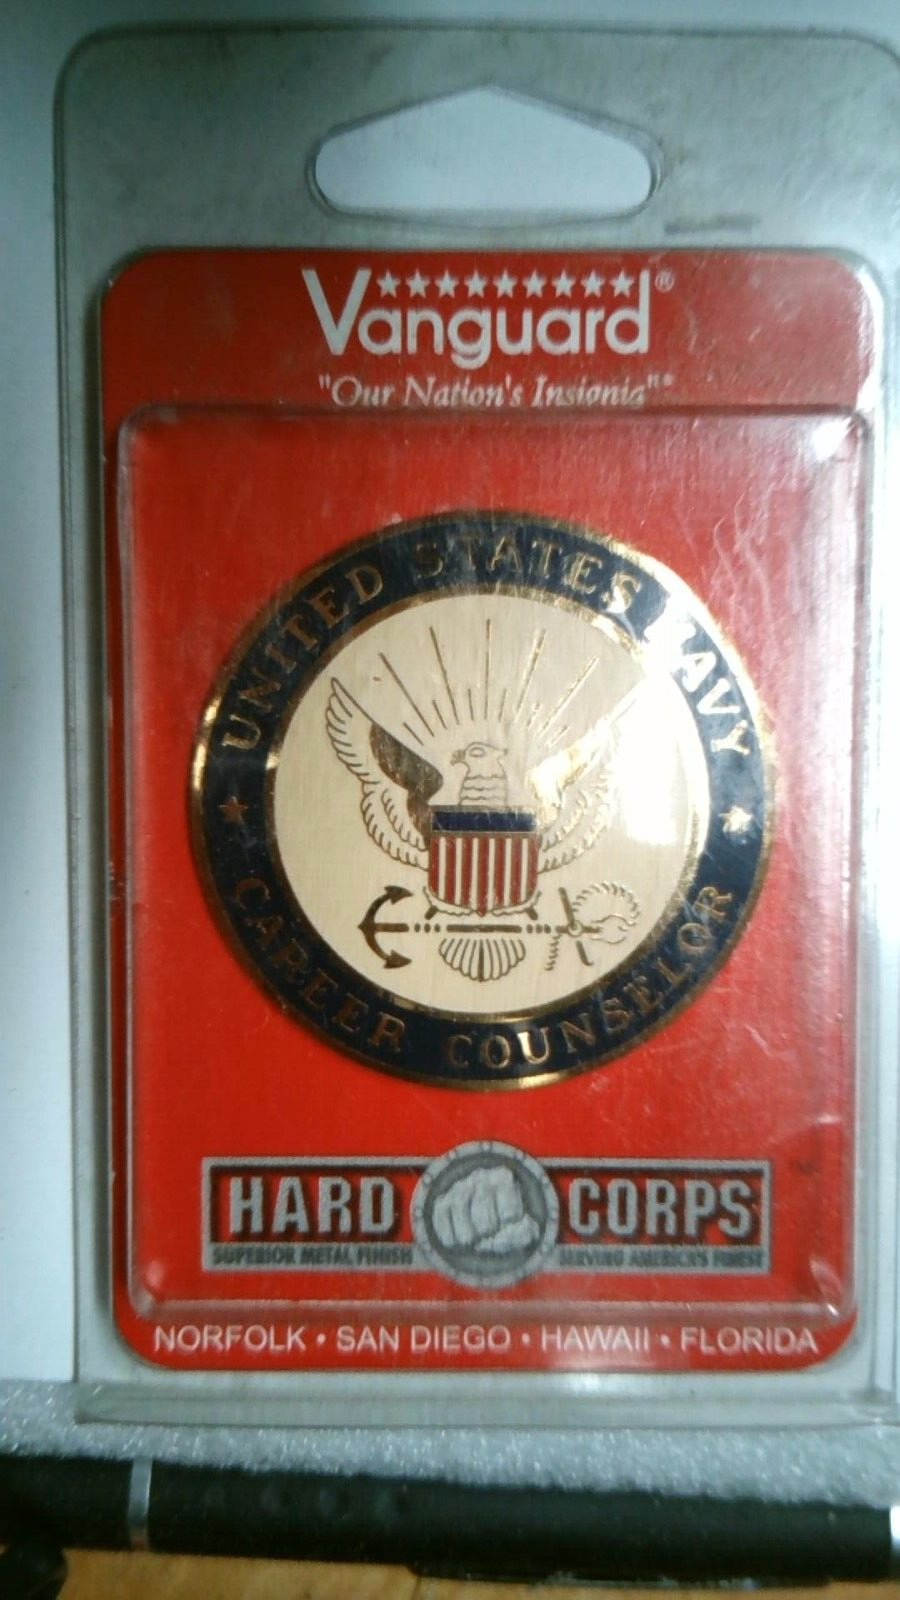 Vanguard®
"Our Nation's Insignia"®
UNITED STATES NAVY
CAREER COUNSELOR
HARD CORPS™
SUPERIOR METAL FINISH SERVING AMERICA'S FINEST
NORFOLK • SAN DIEGO • HAWAII • FLORIDA